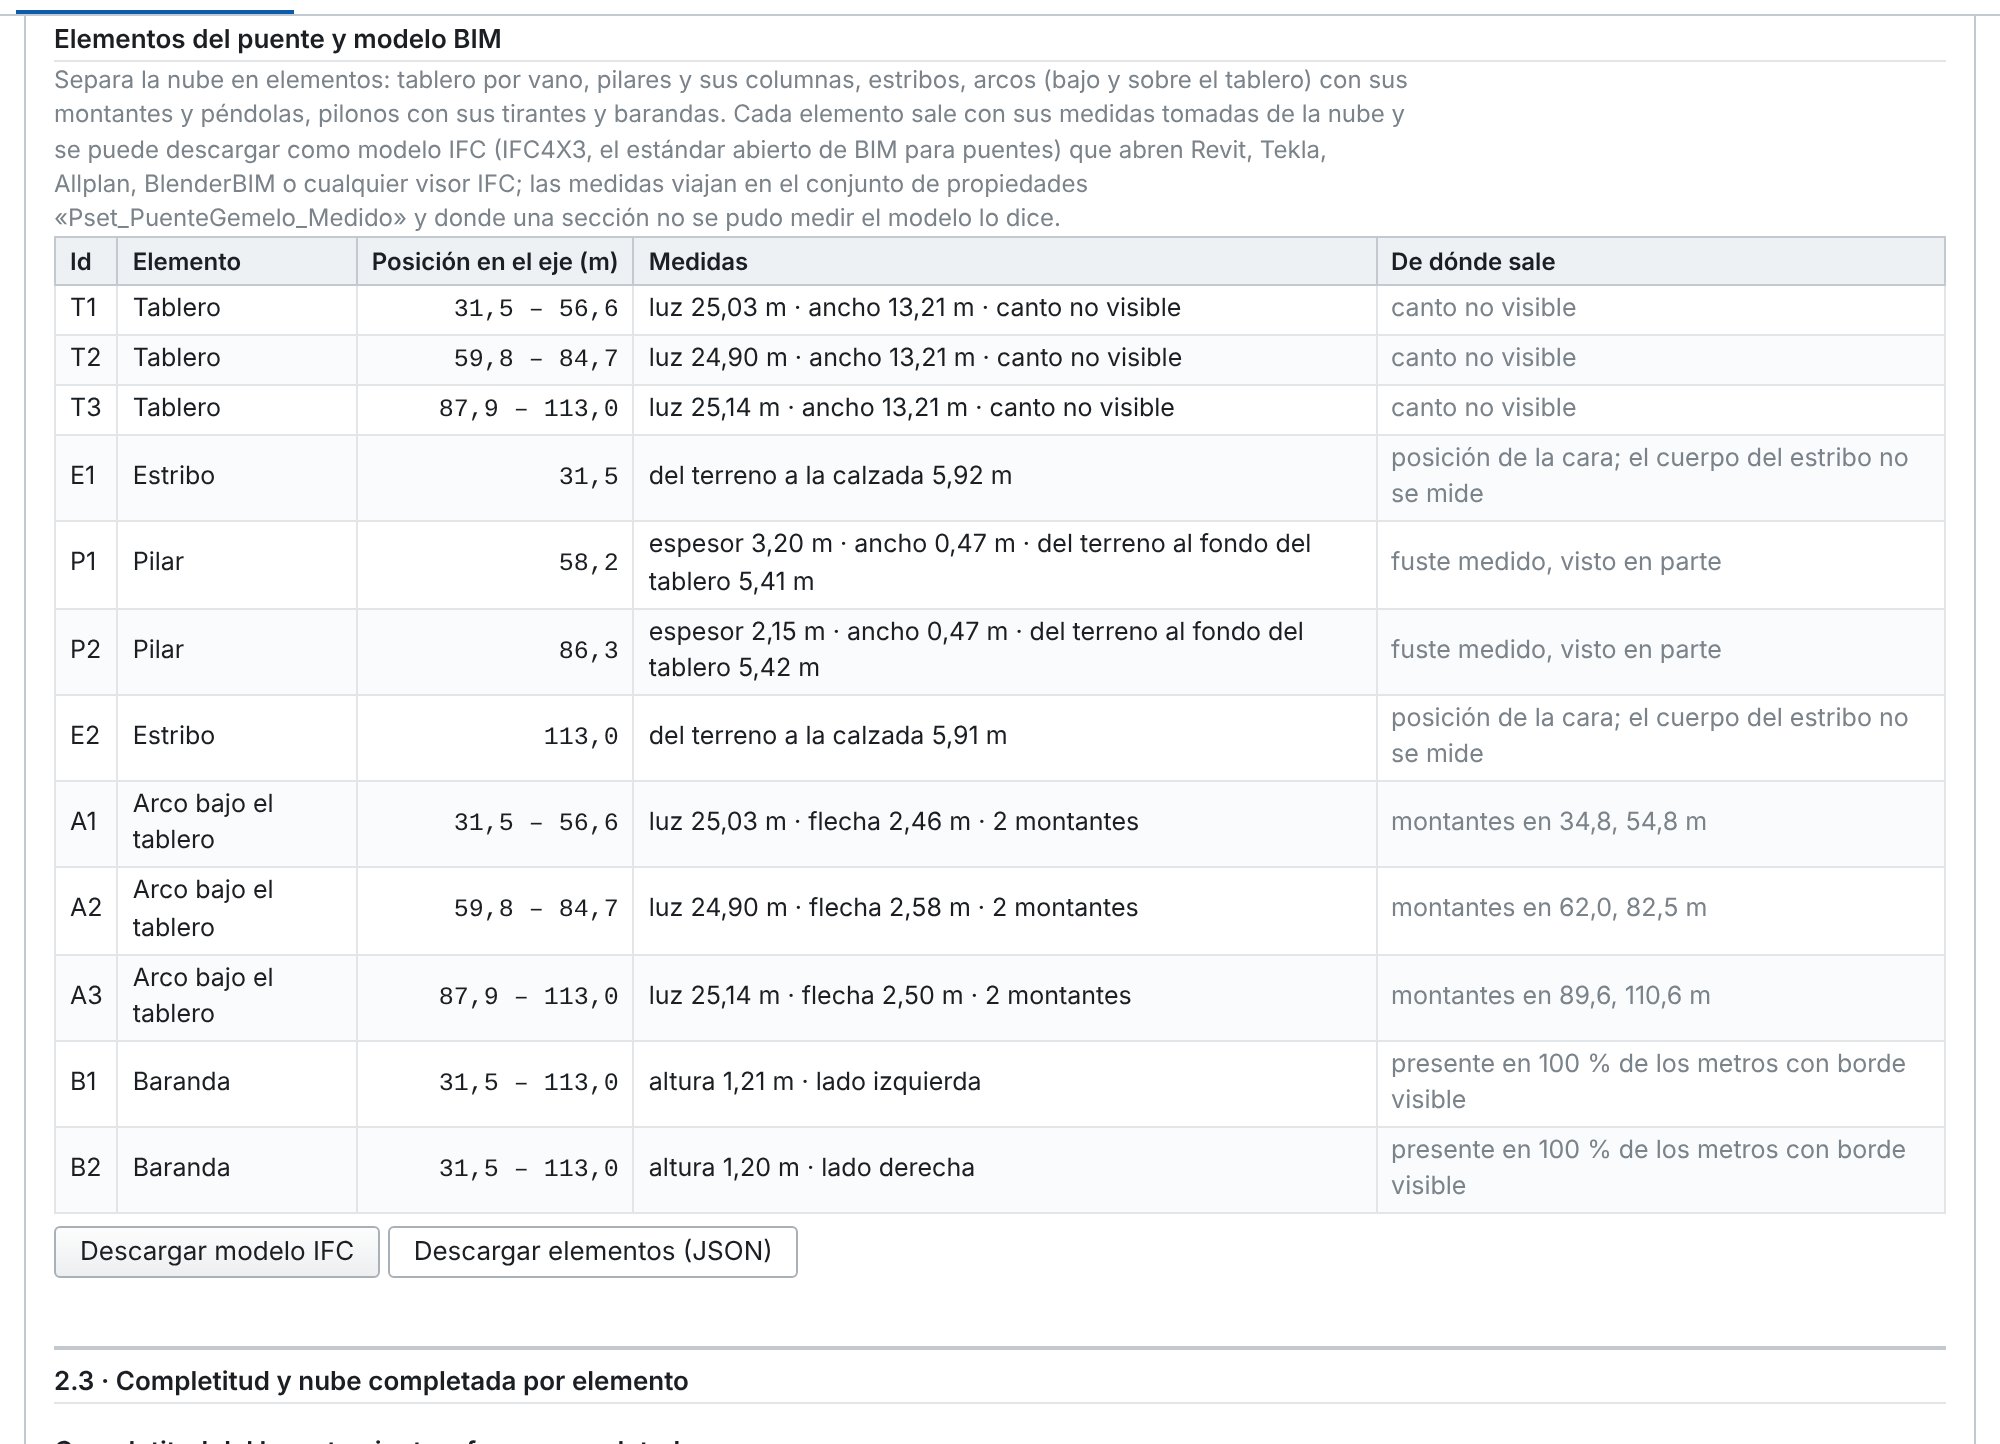 Elementos del puente y modelo BIM
Separa la nube en elementos: tablero por vano, pilares y sus columnas, estribos, arcos (bajo y sobre el tablero) con sus
montantes y péndolas, pilonos con sus tirantes y barandas. Cada elemento sale con sus medidas tomadas de la nube y
se puede descargar como modelo IFC (IFC4X3, el estándar abierto de BIM para puentes) que abren Revit, Tekla,
Allplan, BlenderBIM o cualquier visor IFC; las medidas viajan en el conjunto de propiedades
«Pset_PuenteGemelo_Medido» y donde una sección no se pudo medir el modelo lo dice.
Id Elemento Posición en el eje (m) Medidas De dónde sale
T1 Tablero 31,5 – 56,6 luz 25,03 m · ancho 13,21 m · canto no visible canto no visible
T2 Tablero 59,8 – 84,7 luz 24,90 m · ancho 13,21 m · canto no visible canto no visible
T3 Tablero 87,9 – 113,0 luz 25,14 m · ancho 13,21 m · canto no visible canto no visible
E1 Estribo 31,5 del terreno a la calzada 5,92 m posición de la cara; el cuerpo del estribo no
se mide
P1 Pilar 58,2 espesor 3,20 m · ancho 0,47 m · del terreno al fondo del
tablero 5,41 m fuste medido, visto en parte
P2 Pilar 86,3 espesor 2,15 m · ancho 0,47 m · del terreno al fondo del
tablero 5,42 m fuste medido, visto en parte
E2 Estribo 113,0 del terreno a la calzada 5,91 m posición de la cara; el cuerpo del estribo no
se mide
A1 Arco bajo el
tablero 31,5 – 56,6 luz 25,03 m · flecha 2,46 m · 2 montantes montantes en 34,8, 54,8 m
A2 Arco bajo el
tablero 59,8 – 84,7 luz 24,90 m · flecha 2,58 m · 2 montantes montantes en 62,0, 82,5 m
A3 Arco bajo el
tablero 87,9 – 113,0 luz 25,14 m · flecha 2,50 m · 2 montantes montantes en 89,6, 110,6 m
B1 Baranda 31,5 – 113,0 altura 1,21 m · lado izquierda presente en 100 % de los metros con borde
visible
B2 Baranda 31,5 – 113,0 altura 1,20 m · lado derecha presente en 100 % de los metros con borde
visible
Descargar modelo IFC Descargar elementos (JSON)
2.3 · Completitud y nube completada por elemento